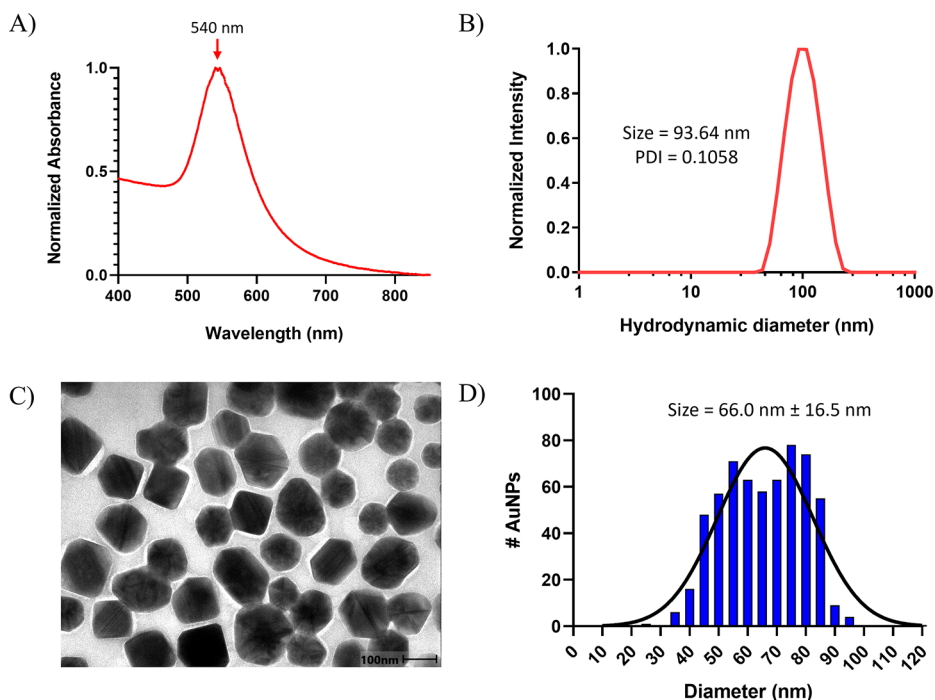 A)
540 nm
1.0
0.5
0.0
400
500
600
700
800
Normalized Absorbance
Wavelength (nm)
B)
1.0
0.8
0.6
0.4
0.2
0.0
1
10
100
1000
Normalized Intensity
Size = 93.64 nm
PDI = 0.1058
Hydrodynamic diameter (nm)
C)
100nm
D)
100
80
60
40
20
0
# AuNPs
Size = 66.0 nm ± 16.5 nm
0
10
20
30
40
50
60
70
80
90
100
110
120
Diameter (nm)